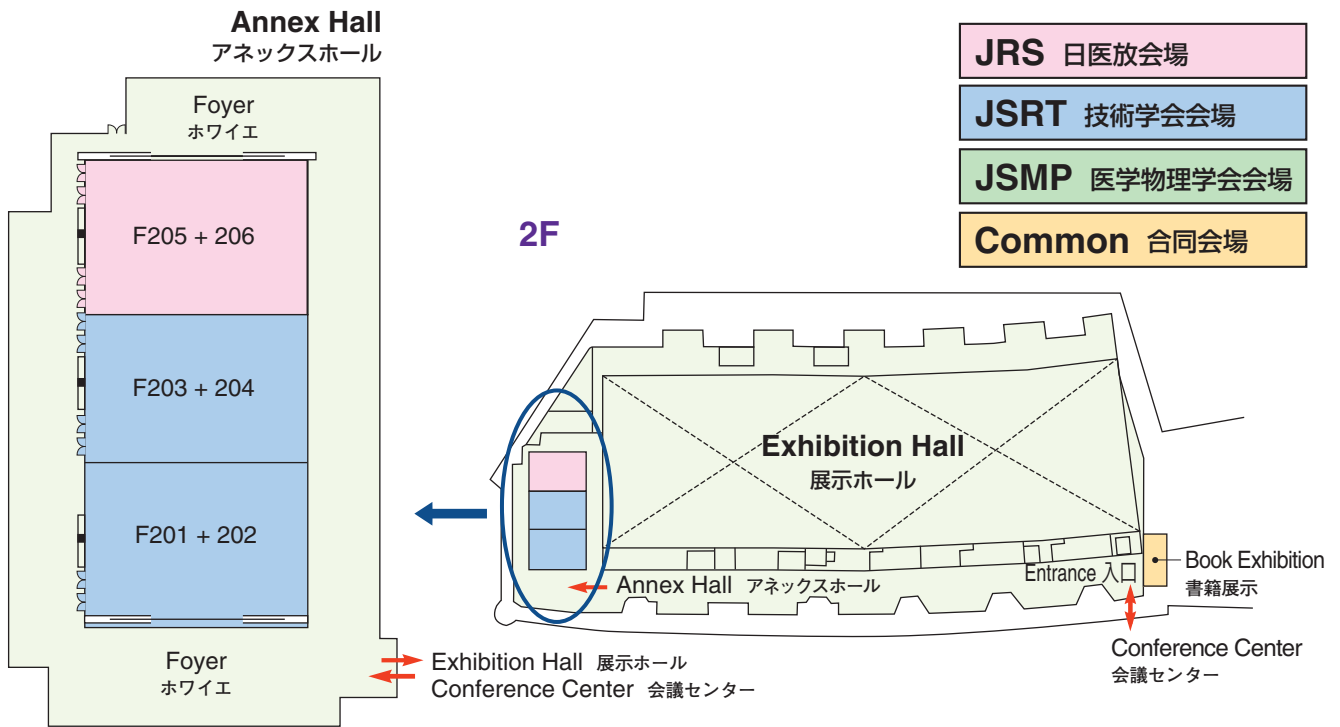 Annex Hall
アネックスホール
Foyer
ホワイエ
F205 + 206
F203 + 204
F201 + 202
Foyer
ホワイエ
Exhibition Hall 展示ホール
Conference Center 会議センター
JRS 日医放会場
JSRT 技術学会会場
JSMP 医学物理学会会場
Common 合同会場
2F
Exhibition Hall
展示ホール
Annex Hall アネックスホール
Entrance 入口
Book Exhibition
書籍展示
Conference Center
会議センター